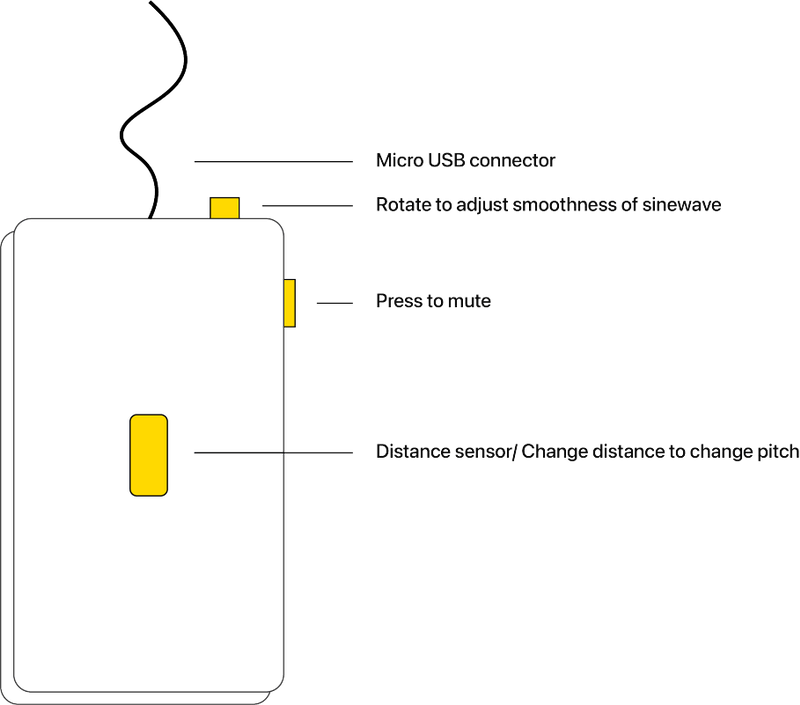 Micro USB connector
Rotate to adjust smoothness of sinewave
Press to mute
Distance sensor/ Change distance to change pitch